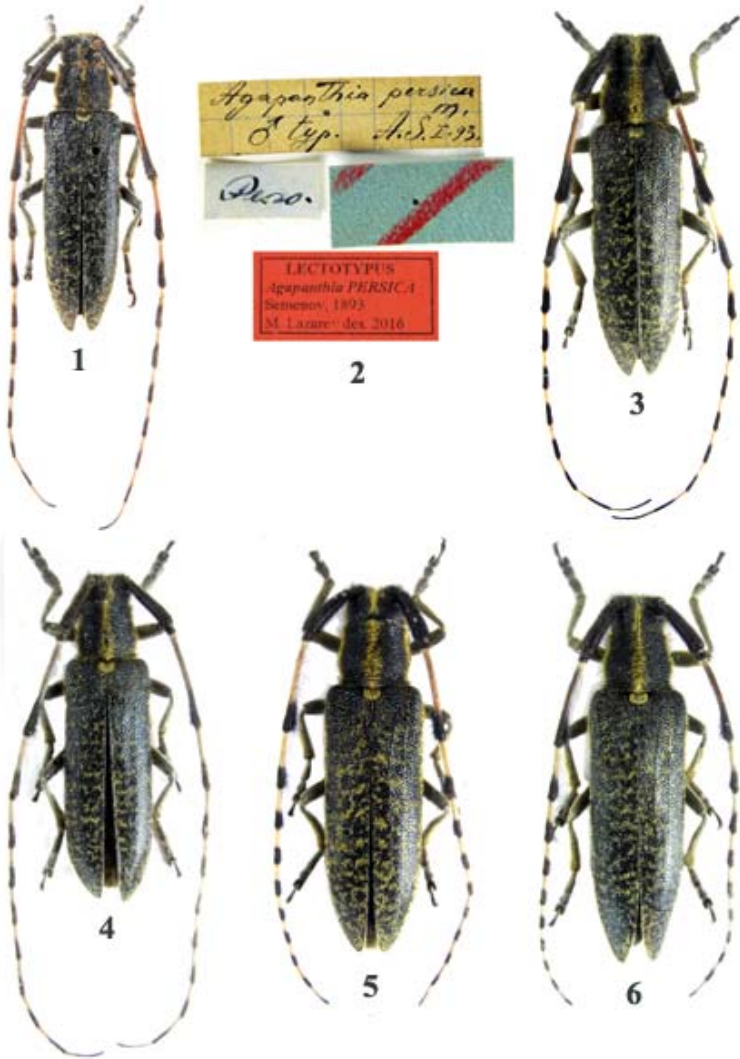 Agapanthia persica
m.
♂ typ. A.S. I-93.
LECTOTYPUS
Agapanthia PERSICA
Semenov, 1893
M. Lazarev des. 2016
1
2
3
4
5
6